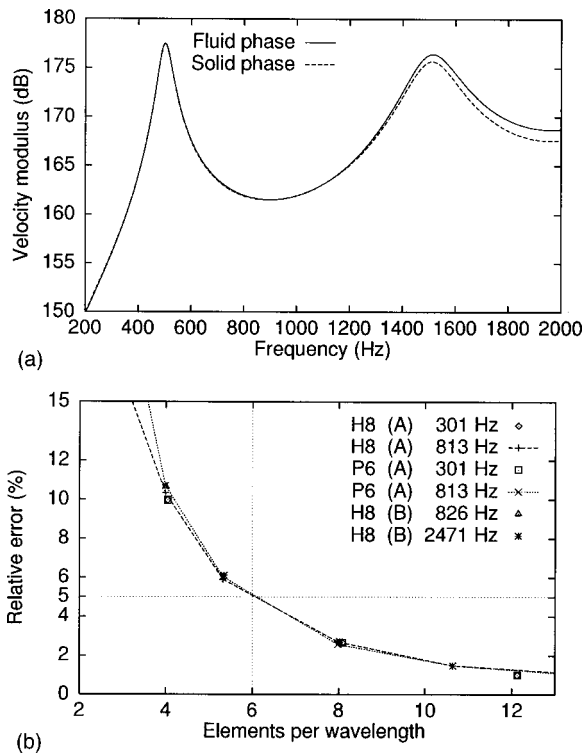 180
Fluid phase
Solid phase
175
170
165
160
155
150
Velocity modulus (dB)
200 400 600 800 1000 1200 1400 1600 1800 2000
Frequency (Hz)
(a)
15
10
6
5
2
0
Relative error (%)
H8 (A) 301 Hz
H8 (A) 813 Hz
P6 (A) 301 Hz
P6 (A) 813 Hz
H8 (B) 826 Hz
H8 (B) 2471 Hz
2 4 6 8 10 12
Elements per wavelength
(b)